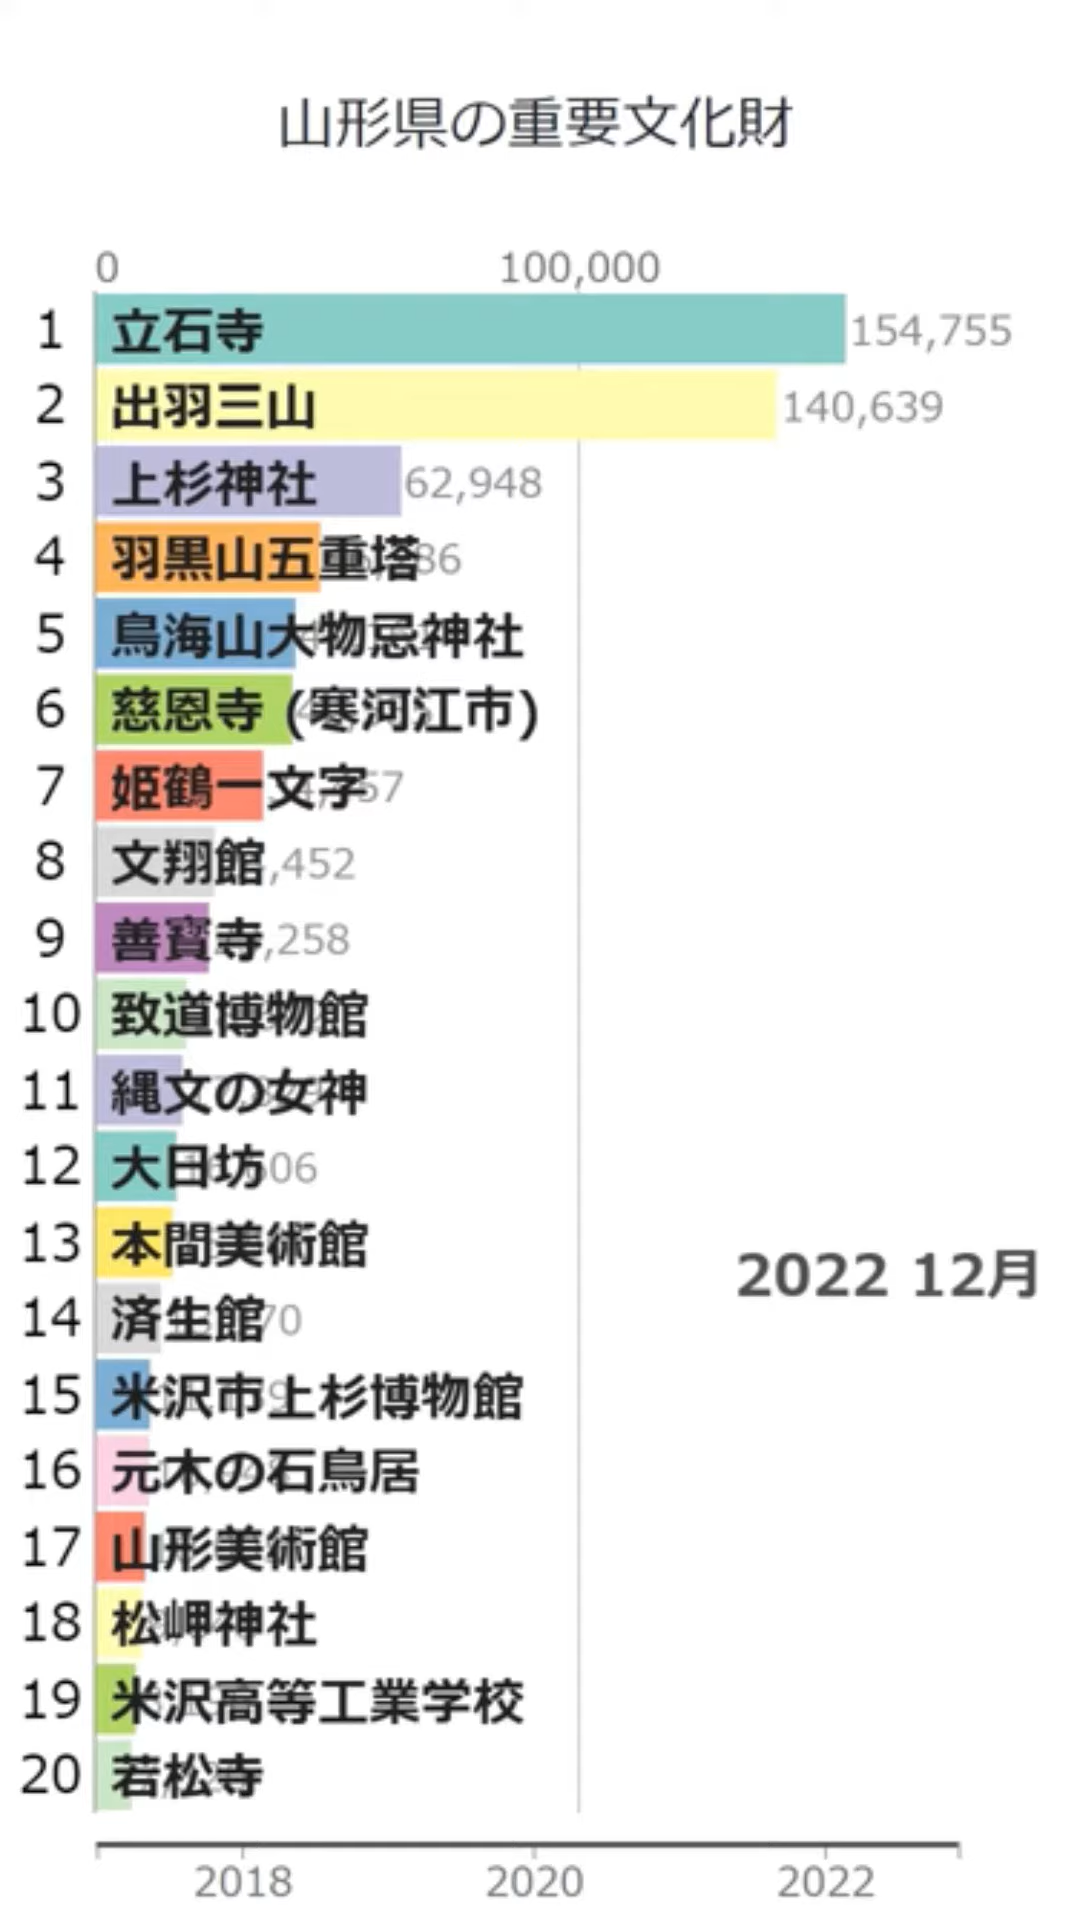 山形県の重要文化財
0 100,000
1 立石寺 154,755
2 出羽三山 140,639
3 上杉神社 62,948
4 羽黒山五重塔
5 鳥海山大物忌神社
6 慈恩寺 (寒河江市)
7 姫鶴一文字
8 文翔館
9 善寳寺
10 致道博物館
11 縄文の女神
12 大日坊
13 本間美術館
2022 12月
14 済生館
15 米沢市上杉博物館
16 元木の石鳥居
17 山形美術館
18 松岬神社
19 米沢高等工業学校
20 若松寺
2018 2020 2022